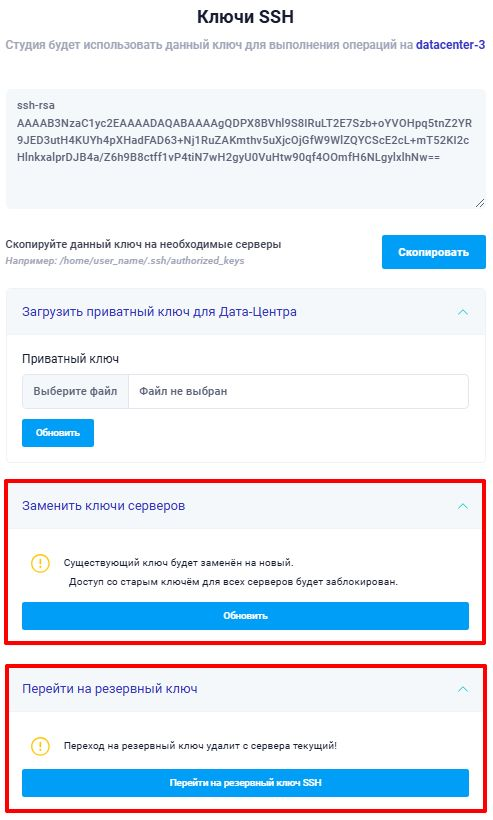 Ключи SSH
Студия будет использовать данный ключ для выполнения операций на datacenter-3
ssh-rsa
AAAAB3NzaC1yc2EAAAADAQABAAAAgQDPX8BVhl9S8IRuLT2E7Szb+oYVOHpq5tnZ2YR
9JED3utH4KUYh4pXHadFAD63+Nj1RuZAKmthv5uXjcOjGfW9WlZQYCScE2cL+mT52KI2c
HlnkxalprDJB4a/Z6h9B8ctff1vP4tiN7wH2gyU0VuHtw90qf4OOmfH6NLgylxlhNw==
Скопируйте данный ключ на необходимые серверы
Например: /home/user_name/.ssh/authorized_keys
Скопировать
Загрузить приватный ключ для Дата-Центра
Приватный ключ
Выберите файл Файл не выбран
Обновить
Заменить ключи серверов
Существующий ключ будет заменён на новый.
Доступ со старым ключём для всех серверов будет заблокирован.
Обновить
Перейти на резервный ключ
Переход на резервный ключ удалит с сервера текущий!
Перейти на резервный ключ SSH